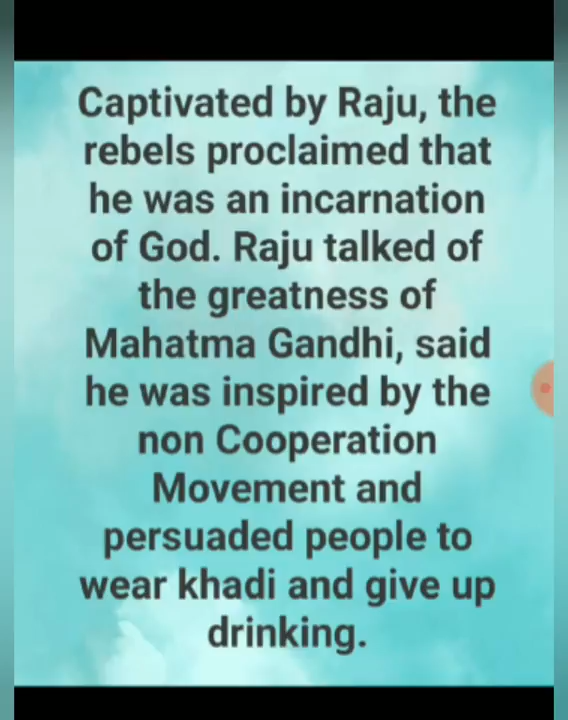 Captivated by Raju, the
rebels proclaimed that
he was an incarnation
of God. Raju talked of
the greatness of
Mahatma Gandhi, said
he was inspired by the
non Cooperation
Movement and
persuaded people to
wear khadi and give up
drinking.